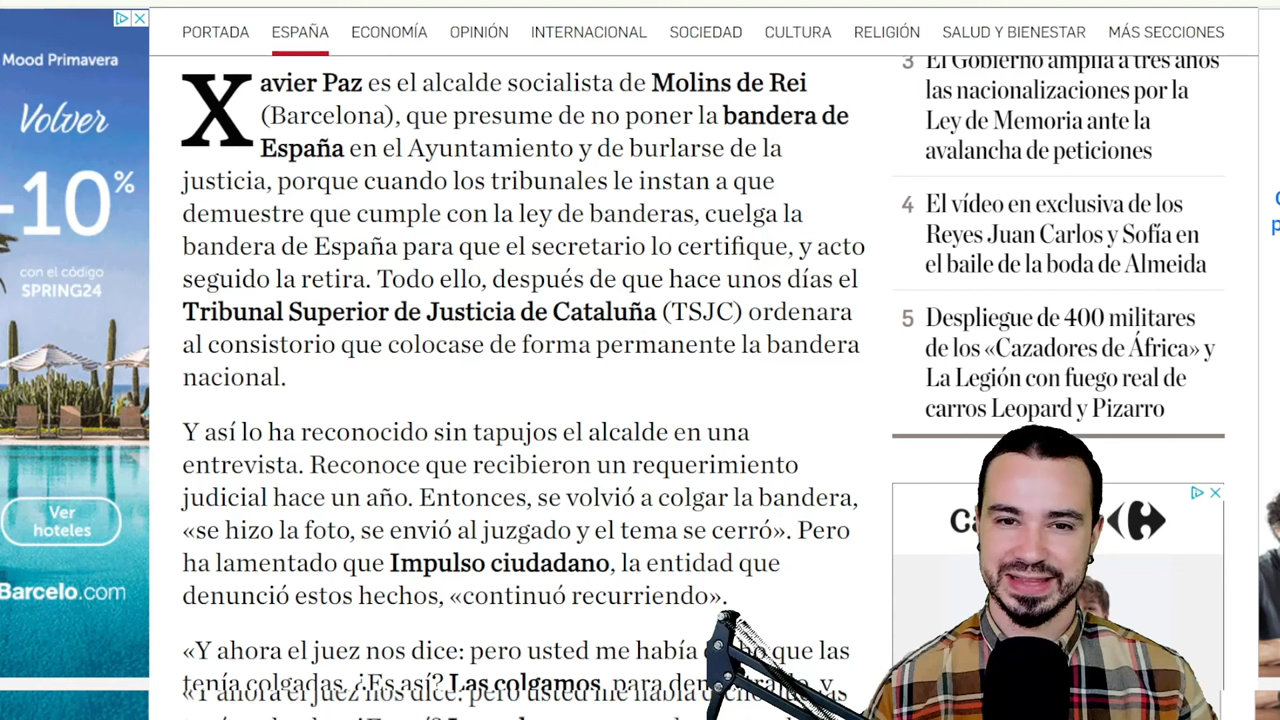 PORTADA ESPAÑA ECONOMÍA OPINIÓN INTERNACIONAL SOCIEDAD CULTURA RELIGIÓN SALUD Y BIENESTAR MÁS SECCIONES
Mood Primavera
Volver
-10%
con el código
SPRING24
Ver
hoteles
Barcelo.com
Xavier Paz es el alcalde socialista de Molins de Rei
(Barcelona), que presume de no poner la bandera de
España en el Ayuntamiento y de burlarse de la
justicia, porque cuando los tribunales le instan a que
demuestre que cumple con la ley de banderas, cuelga la
bandera de España para que el secretario lo certifique, y acto
seguido la retira. Todo ello, después de que hace unos días el
Tribunal Superior de Justicia de Cataluña (TSJC) ordenara
al consistorio que colocase de forma permanente la bandera
nacional.
Y así lo ha reconocido sin tapujos el alcalde en una
entrevista. Reconoce que recibieron un requerimiento
judicial hace un año. Entonces, se volvió a colgar la bandera,
«se hizo la foto, se envió al juzgado y el tema se cerró». Pero
ha lamentado que Impulso ciudadano, la entidad que
denunció estos hechos, «continuó recurriendo».
«Y ahora el juez nos dice: pero usted me había que las
tenía colgadas. ¿Es así? Las colgamos, para y
3 El Gobierno amplía a tres años
las nacionalizaciones por la
Ley de Memoria ante la
avalancha de peticiones
4 El vídeo en exclusiva de los
Reyes Juan Carlos y Sofía en
el baile de la boda de Almeida
5 Despliegue de 400 militares
de los «Cazadores de África» y
La Legión con fuego real de
carros Leopard y Pizarro